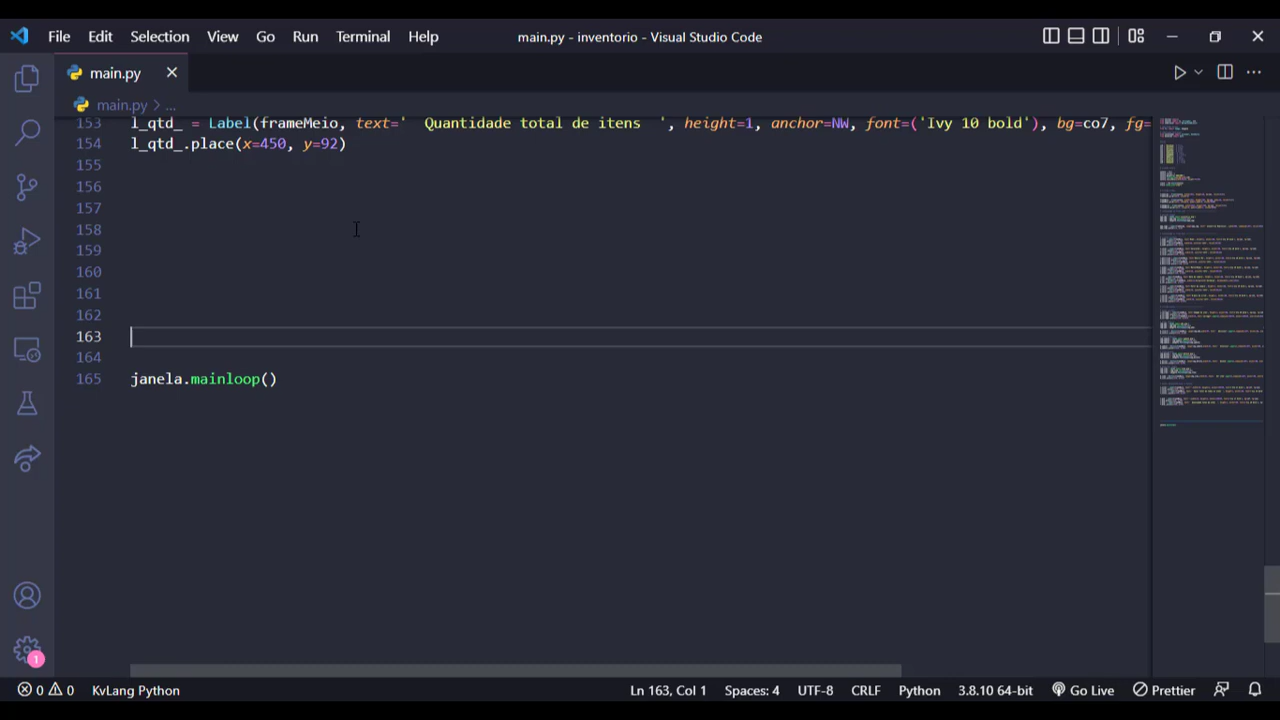 File Edit Selection View Go Run Terminal Help main.py - inventorio - Visual Studio Code
main.py
main.py > ...
153 l_qtd_ = Label(frameMeio, text='  Quantidade total de itens  ', height=1, anchor=NW, font=('Ivy 10 bold'), bg=co7, fg=
154 l_qtd_.place(x=450, y=92)
155
156
157
158
159
160
161
162
163
164
165 janela.mainloop()
1
0 0 KvLang Python Ln 163, Col 1 Spaces: 4 UTF-8 CRLF Python 3.8.10 64-bit Go Live Prettier